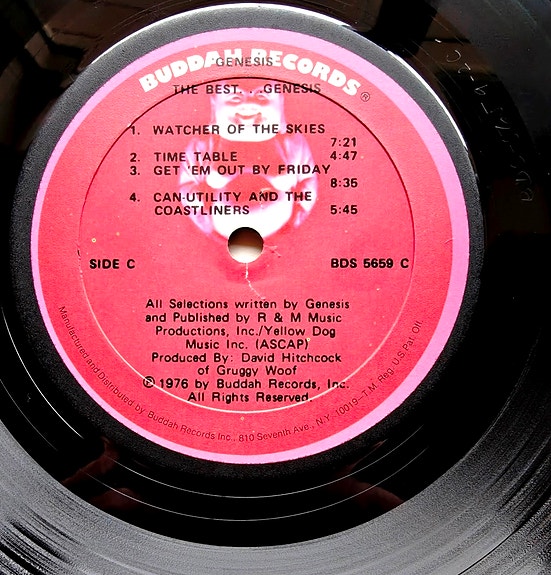 GENESIS
BUDDAH RECORDS®
THE BEST. . .GENESIS
1. WATCHER OF THE SKIES
7:21
2. TIME TABLE 4:47
3. GET 'EM OUT BY FRIDAY
8:35
4. CAN-UTILITY AND THE
COASTLINERS 5:45
SIDE C BDS 5659 C
All Selections written by Genesis
and Published by R & M Music
Productions, Inc./Yellow Dog
Music Inc. (ASCAP)
Produced By: David Hitchcock
of Gruggy Woof
℗ 1976 by Buddah Records, Inc.
All Rights Reserved.
Manufactured and Distributed by Buddah Records Inc., 810 Seventh Ave., N.Y. 10019–T.M. Reg. U.S. Pat. Off.